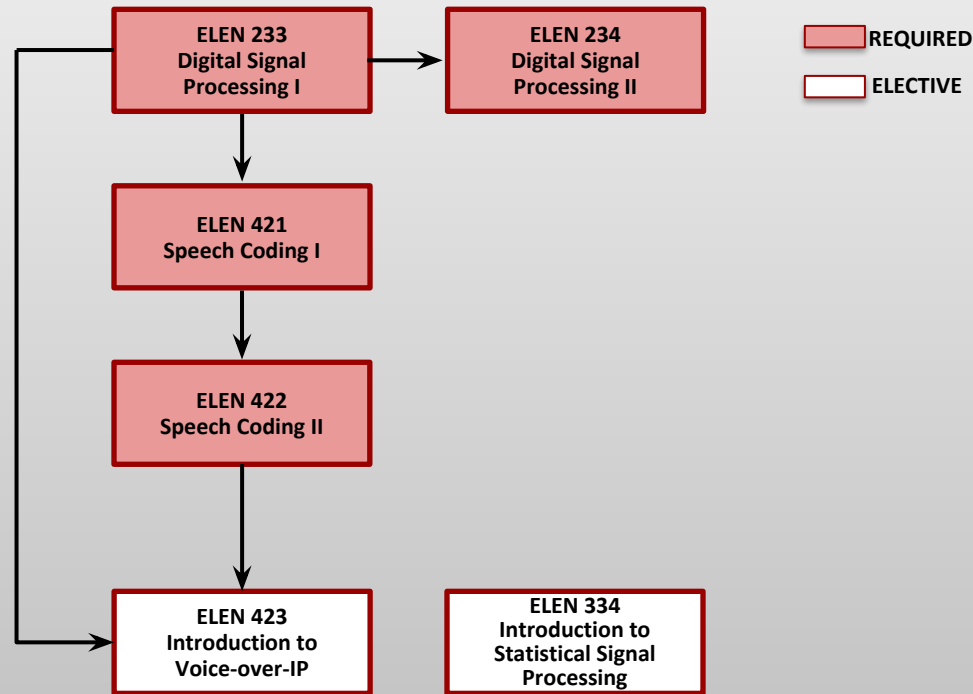 ELEN 233
Digital Signal
Processing I
ELEN 234
Digital Signal
Processing II
REQUIRED
ELECTIVE
ELEN 421
Speech Coding I
ELEN 422
Speech Coding II
ELEN 423
Introduction to
Voice-over-IP
ELEN 334
Introduction to
Statistical Signal
Processing